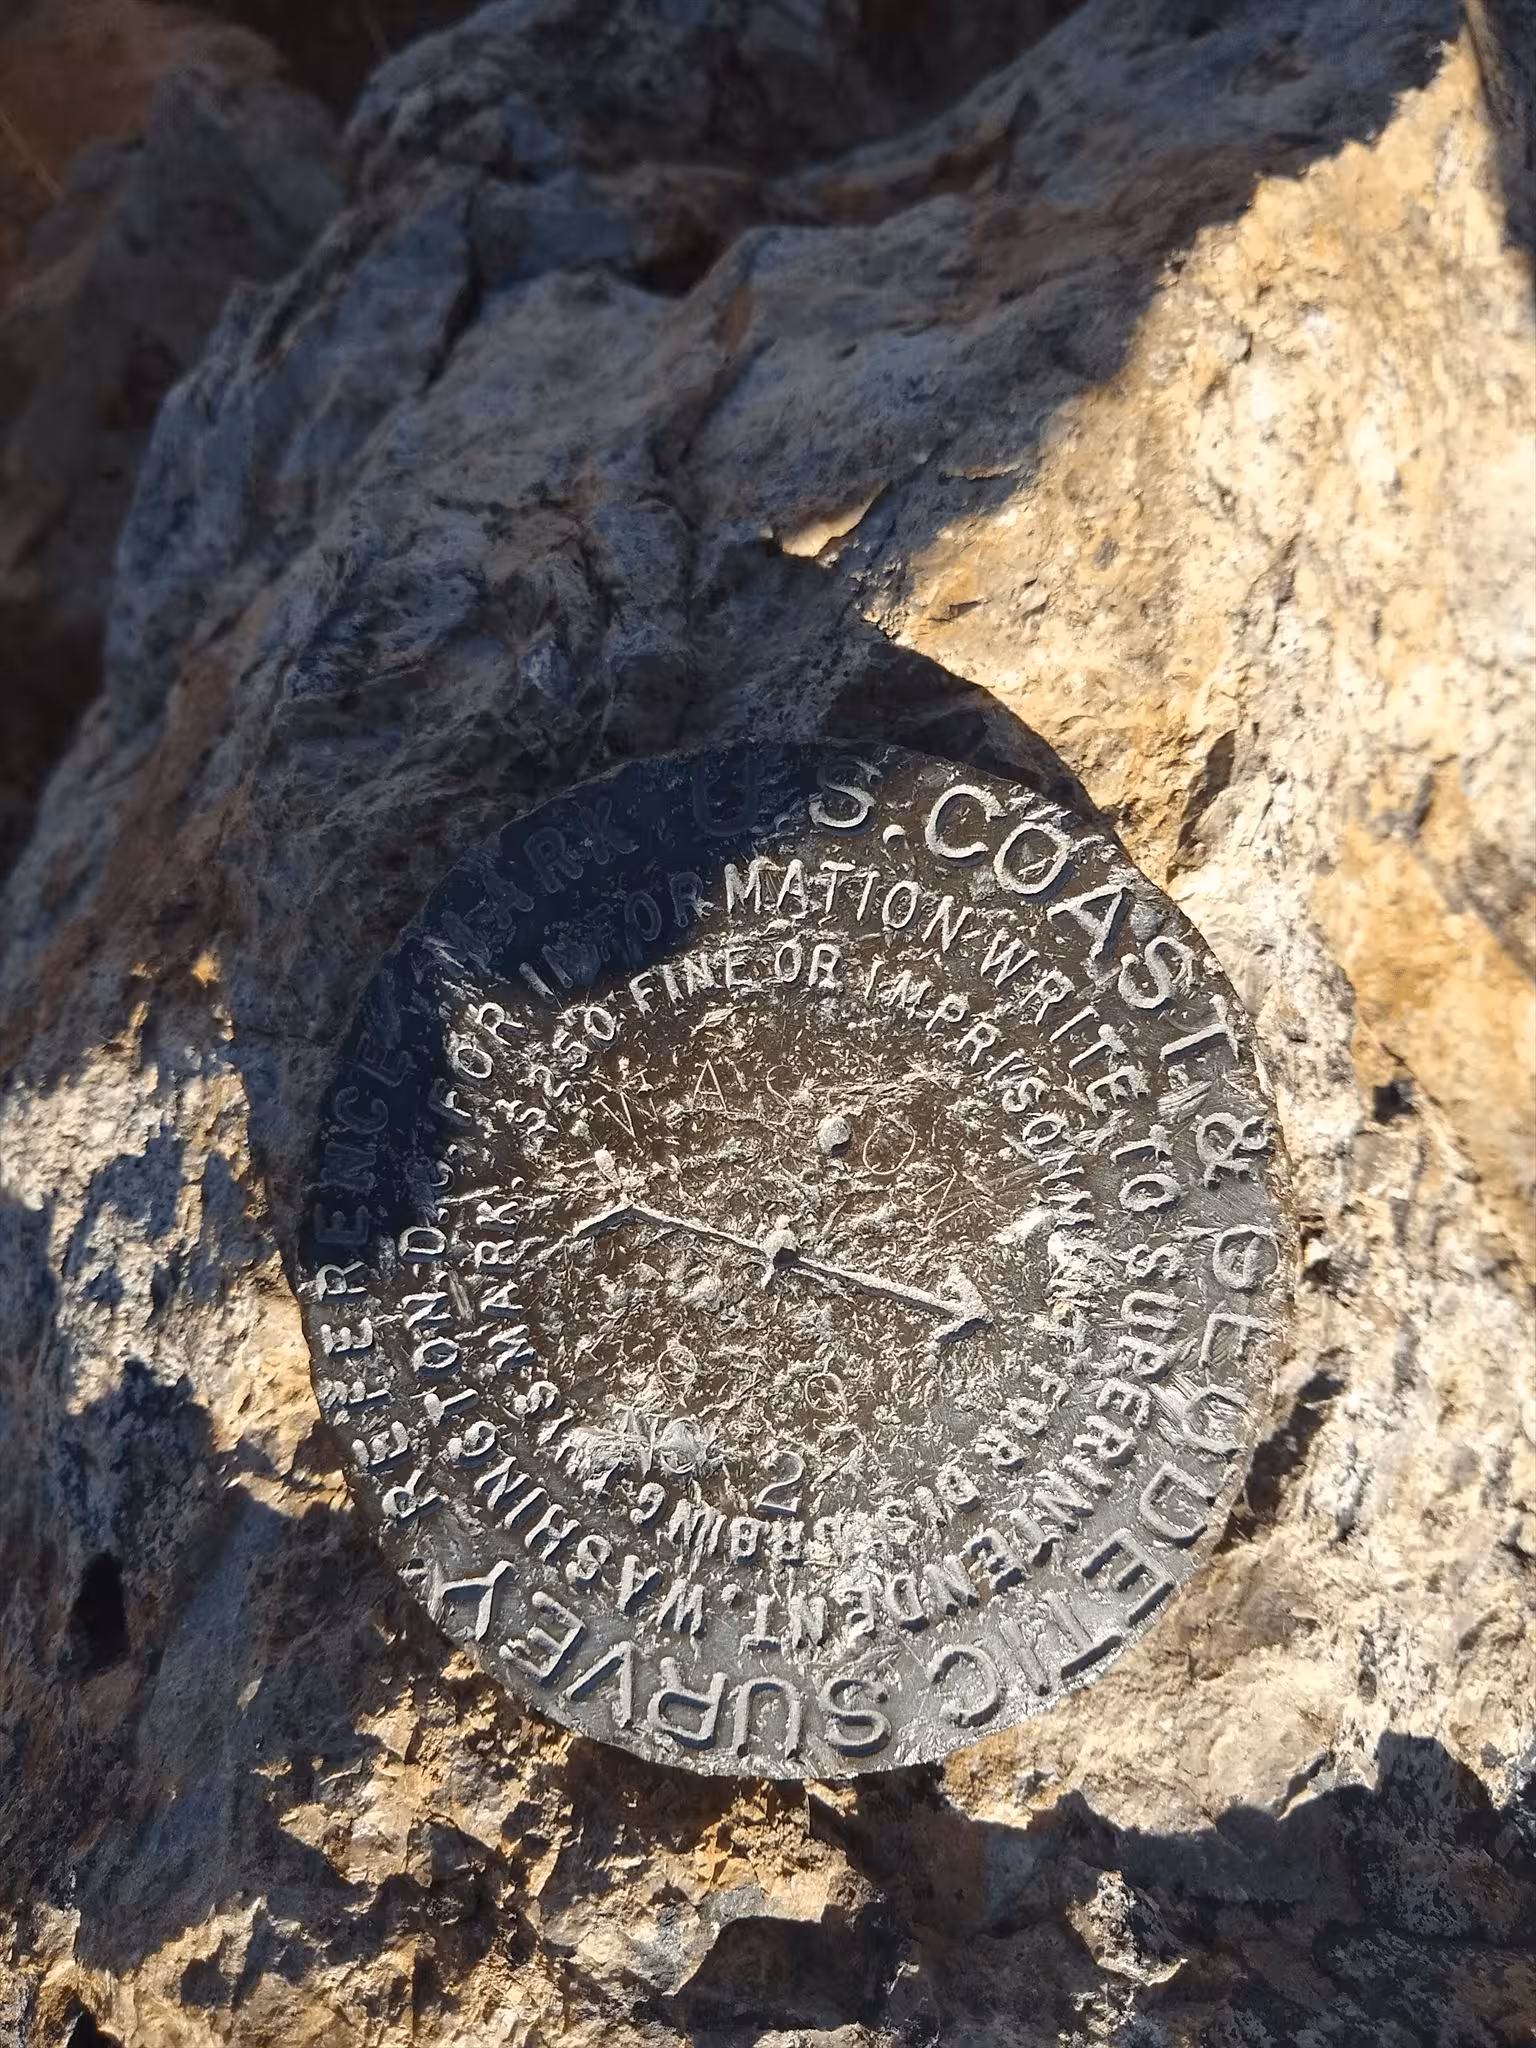 U.S. COAST & GEODETIC SURVEY REFERENCE MARK
FOR INFORMATION WRITE TO SUPERINTENDENT. WASHINGTON. D.C.
$250 FINE OR IMPRISONMENT FOR DISTURBING THIS MARK
2